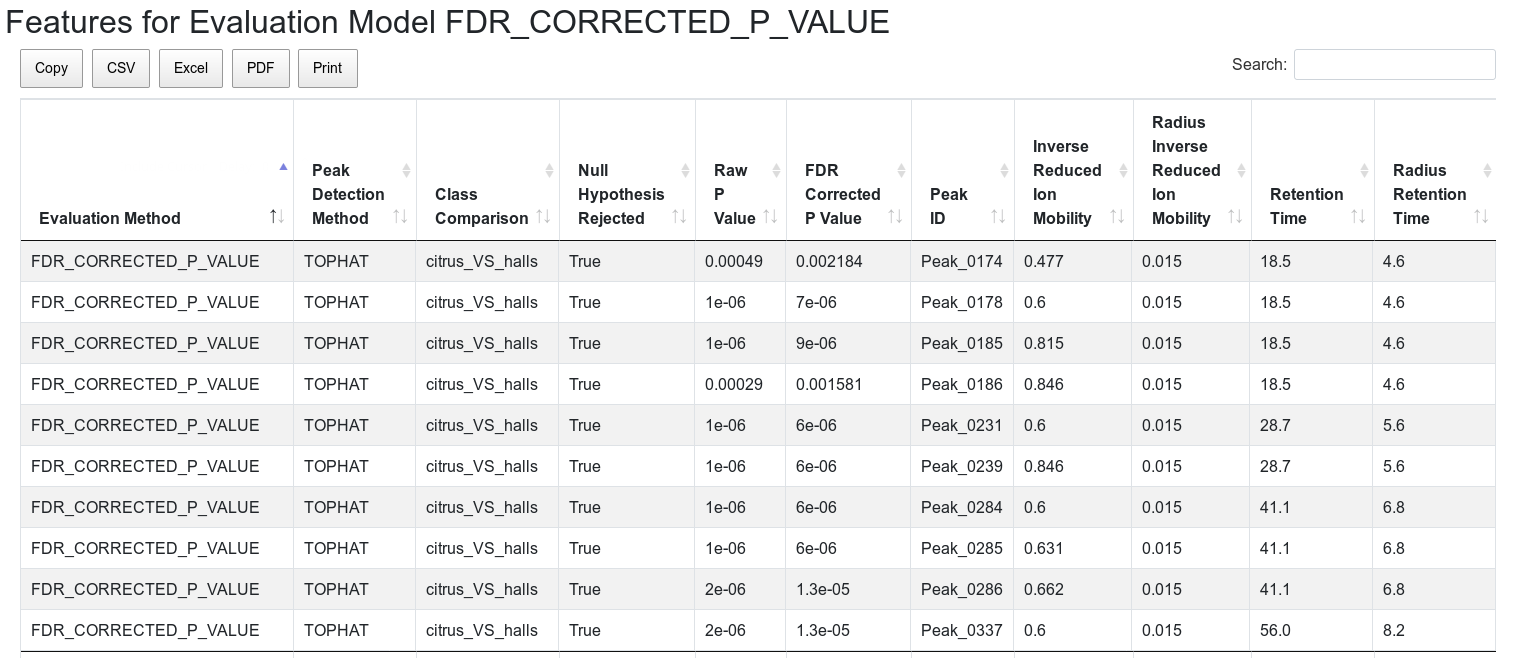 Features for Evaluation Model FDR_CORRECTED_P_VALUE
Copy CSV Excel PDF Print Search:
Evaluation Method Peak Detection Method Class Comparison Null Hypothesis Rejected Raw P Value FDR Corrected P Value Peak ID Inverse Reduced Ion Mobility Radius Inverse Reduced Ion Mobility Retention Time Radius Retention Time
FDR_CORRECTED_P_VALUE TOPHAT citrus_VS_halls True 0.00049 0.002184 Peak_0174 0.477 0.015 18.5 4.6
FDR_CORRECTED_P_VALUE TOPHAT citrus_VS_halls True 1e-06 7e-06 Peak_0178 0.6 0.015 18.5 4.6
FDR_CORRECTED_P_VALUE TOPHAT citrus_VS_halls True 1e-06 9e-06 Peak_0185 0.815 0.015 18.5 4.6
FDR_CORRECTED_P_VALUE TOPHAT citrus_VS_halls True 0.00029 0.001581 Peak_0186 0.846 0.015 18.5 4.6
FDR_CORRECTED_P_VALUE TOPHAT citrus_VS_halls True 1e-06 6e-06 Peak_0231 0.6 0.015 28.7 5.6
FDR_CORRECTED_P_VALUE TOPHAT citrus_VS_halls True 1e-06 6e-06 Peak_0239 0.846 0.015 28.7 5.6
FDR_CORRECTED_P_VALUE TOPHAT citrus_VS_halls True 1e-06 6e-06 Peak_0284 0.6 0.015 41.1 6.8
FDR_CORRECTED_P_VALUE TOPHAT citrus_VS_halls True 1e-06 6e-06 Peak_0285 0.631 0.015 41.1 6.8
FDR_CORRECTED_P_VALUE TOPHAT citrus_VS_halls True 2e-06 1.3e-05 Peak_0286 0.662 0.015 41.1 6.8
FDR_CORRECTED_P_VALUE TOPHAT citrus_VS_halls True 2e-06 1.3e-05 Peak_0337 0.6 0.015 56.0 8.2